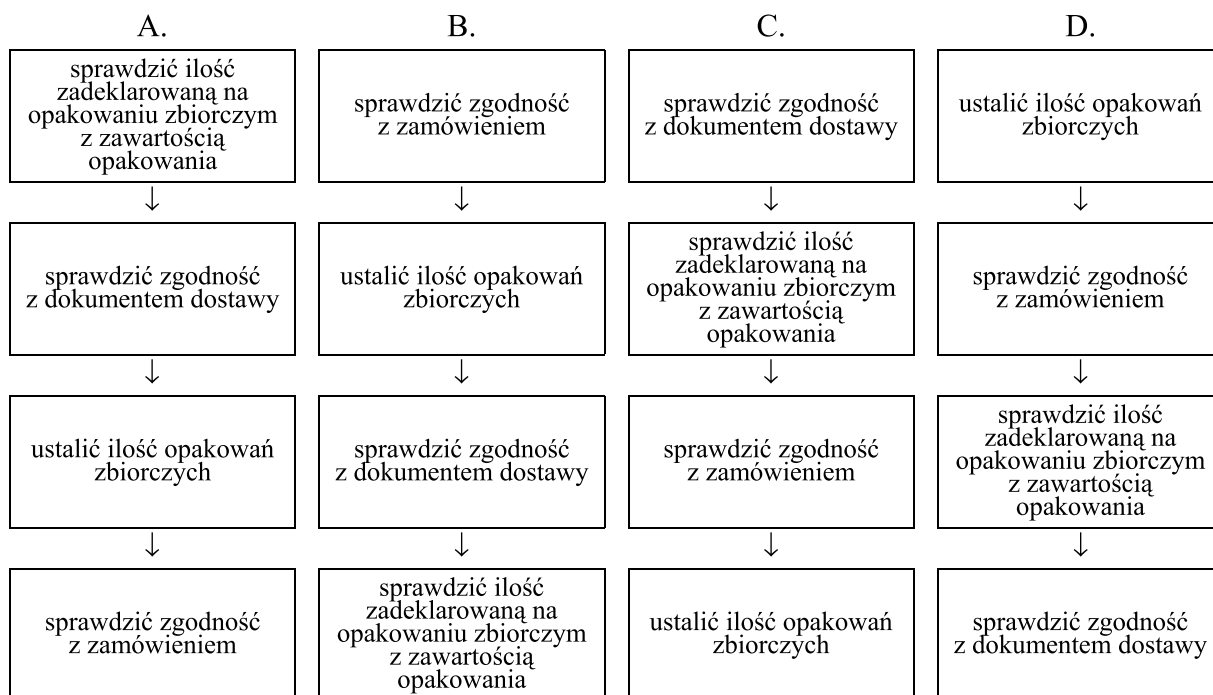 A.
sprawdzić ilość
zadeklarowaną na
opakowaniu zbiorczym
z zawartością
opakowania
↓
sprawdzić zgodność
z dokumentem dostawy
↓
ustalić ilość opakowań
zbiorczych
↓
sprawdzić zgodność
z zamówieniem
B.
sprawdzić zgodność
z zamówieniem
↓
ustalić ilość opakowań
zbiorczych
↓
sprawdzić zgodność
z dokumentem dostawy
↓
sprawdzić ilość
zadeklarowaną na
opakowaniu zbiorczym
z zawartością
opakowania
C.
sprawdzić zgodność
z dokumentem dostawy
↓
sprawdzić ilość
zadeklarowaną na
opakowaniu zbiorczym
z zawartością
opakowania
↓
sprawdzić zgodność
z zamówieniem
↓
ustalić ilość opakowań
zbiorczych
D.
ustalić ilość opakowań
zbiorczych
↓
sprawdzić zgodność
z zamówieniem
↓
sprawdzić ilość
zadeklarowaną na
opakowaniu zbiorczym
z zawartością
opakowania
↓
sprawdzić zgodność
z dokumentem dostawy